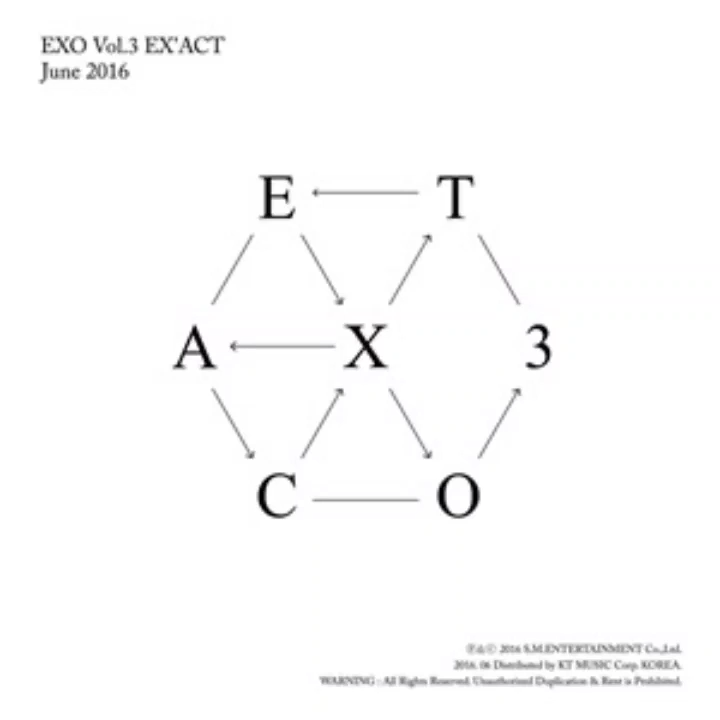 EXO Vol.3 EX'ACT
June 2016
E T
A X 3
C O
℗&© 2016 S.M.ENTERTAINMENT Co.,Ltd.
2016. 06 Distributed by KT MUSIC Corp. KOREA.
WARNING : All Rights Reserved. Unauthorized Duplication & Rent is Prohibited.